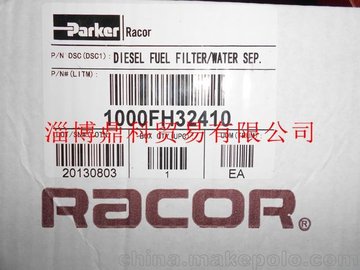 Parker Racor
P/N DSC(DSC1): DIESEL FUEL FILTER/WATER SEP.
P/N#(LITM):
1000FH32410
淄博鼎科贸易有限公司
20130803
1
EA
RACOR®
china.makepolo.com